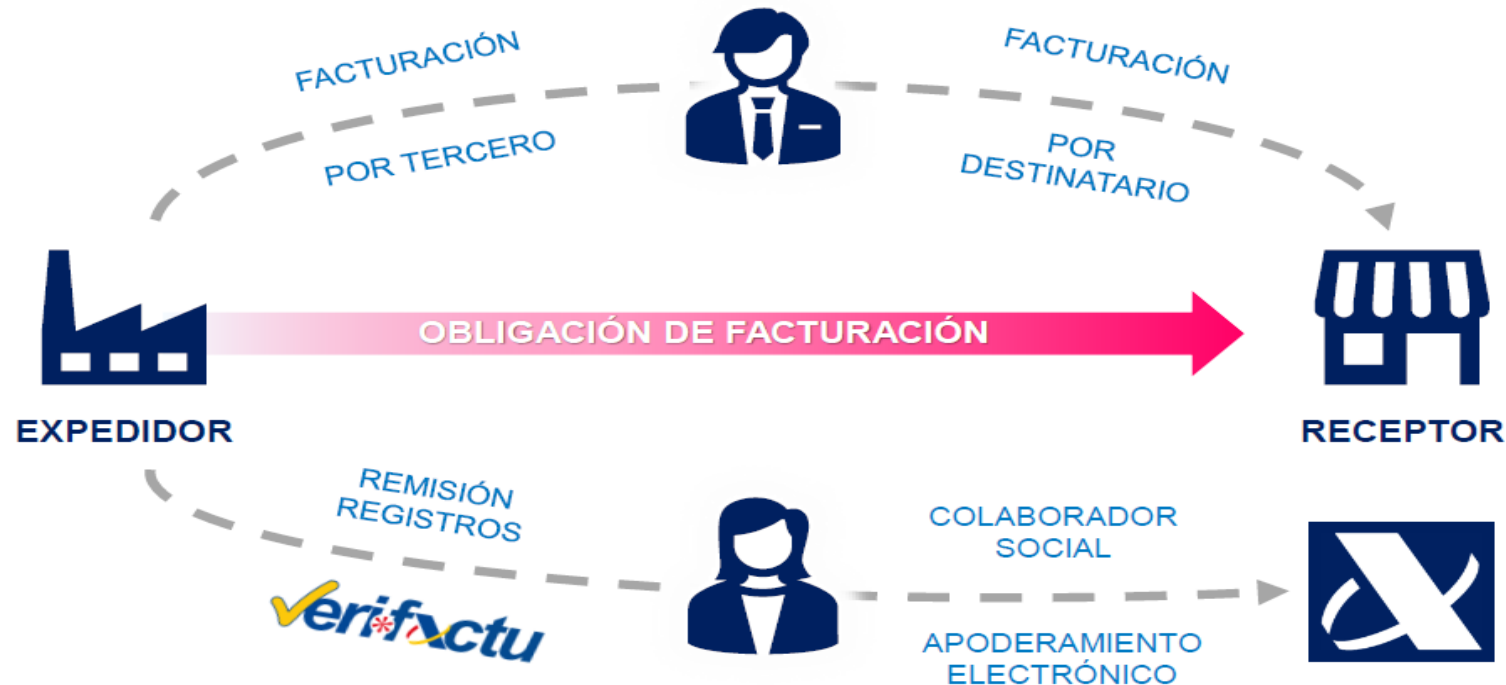 FACTURACIÓN
POR TERCERO
FACTURACIÓN
POR
DESTINATARIO
OBLIGACIÓN DE FACTURACIÓN
EXPEDIDOR
RECEPTOR
REMISIÓN
REGISTROS
Veri*factu
COLABORADOR
SOCIAL
APODERAMIENTO
ELECTRÓNICO